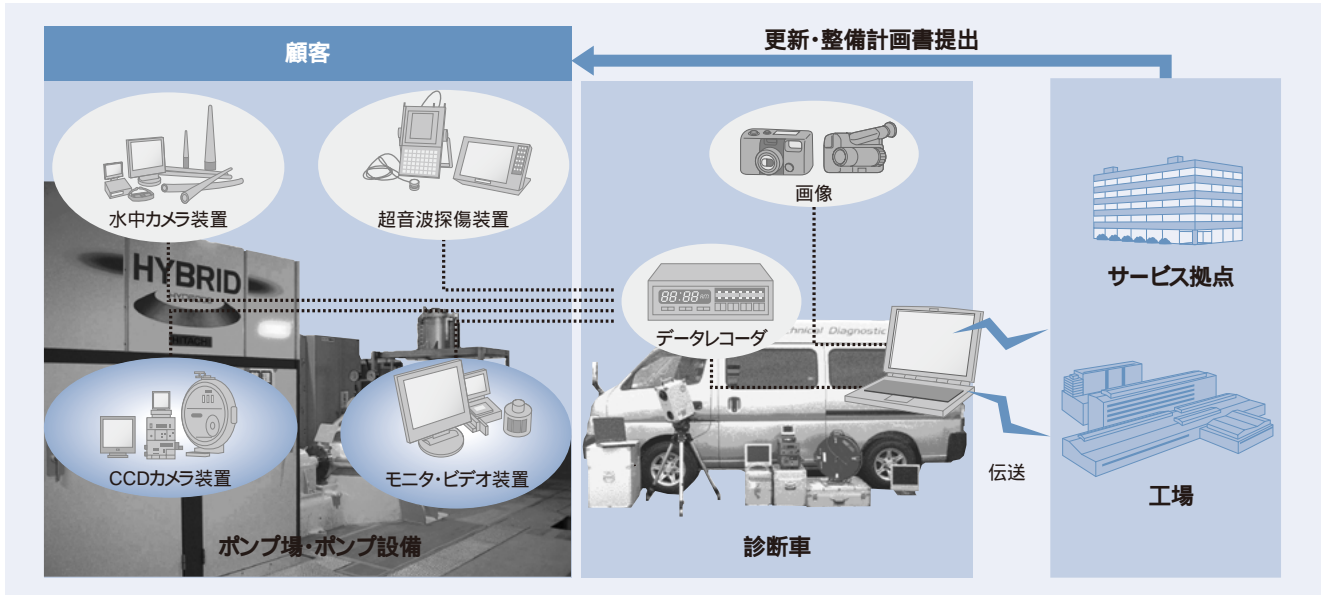 顧客
更新・整備計画書提出
水中カメラ装置
超音波探傷装置
画像
サービス拠点
HYBRID
HITACHI
88:88
データレコーダ
hnical Diagnostic
CCDカメラ装置
モニタ・ビデオ装置
伝送
工場
ポンプ場・ポンプ設備
診断車